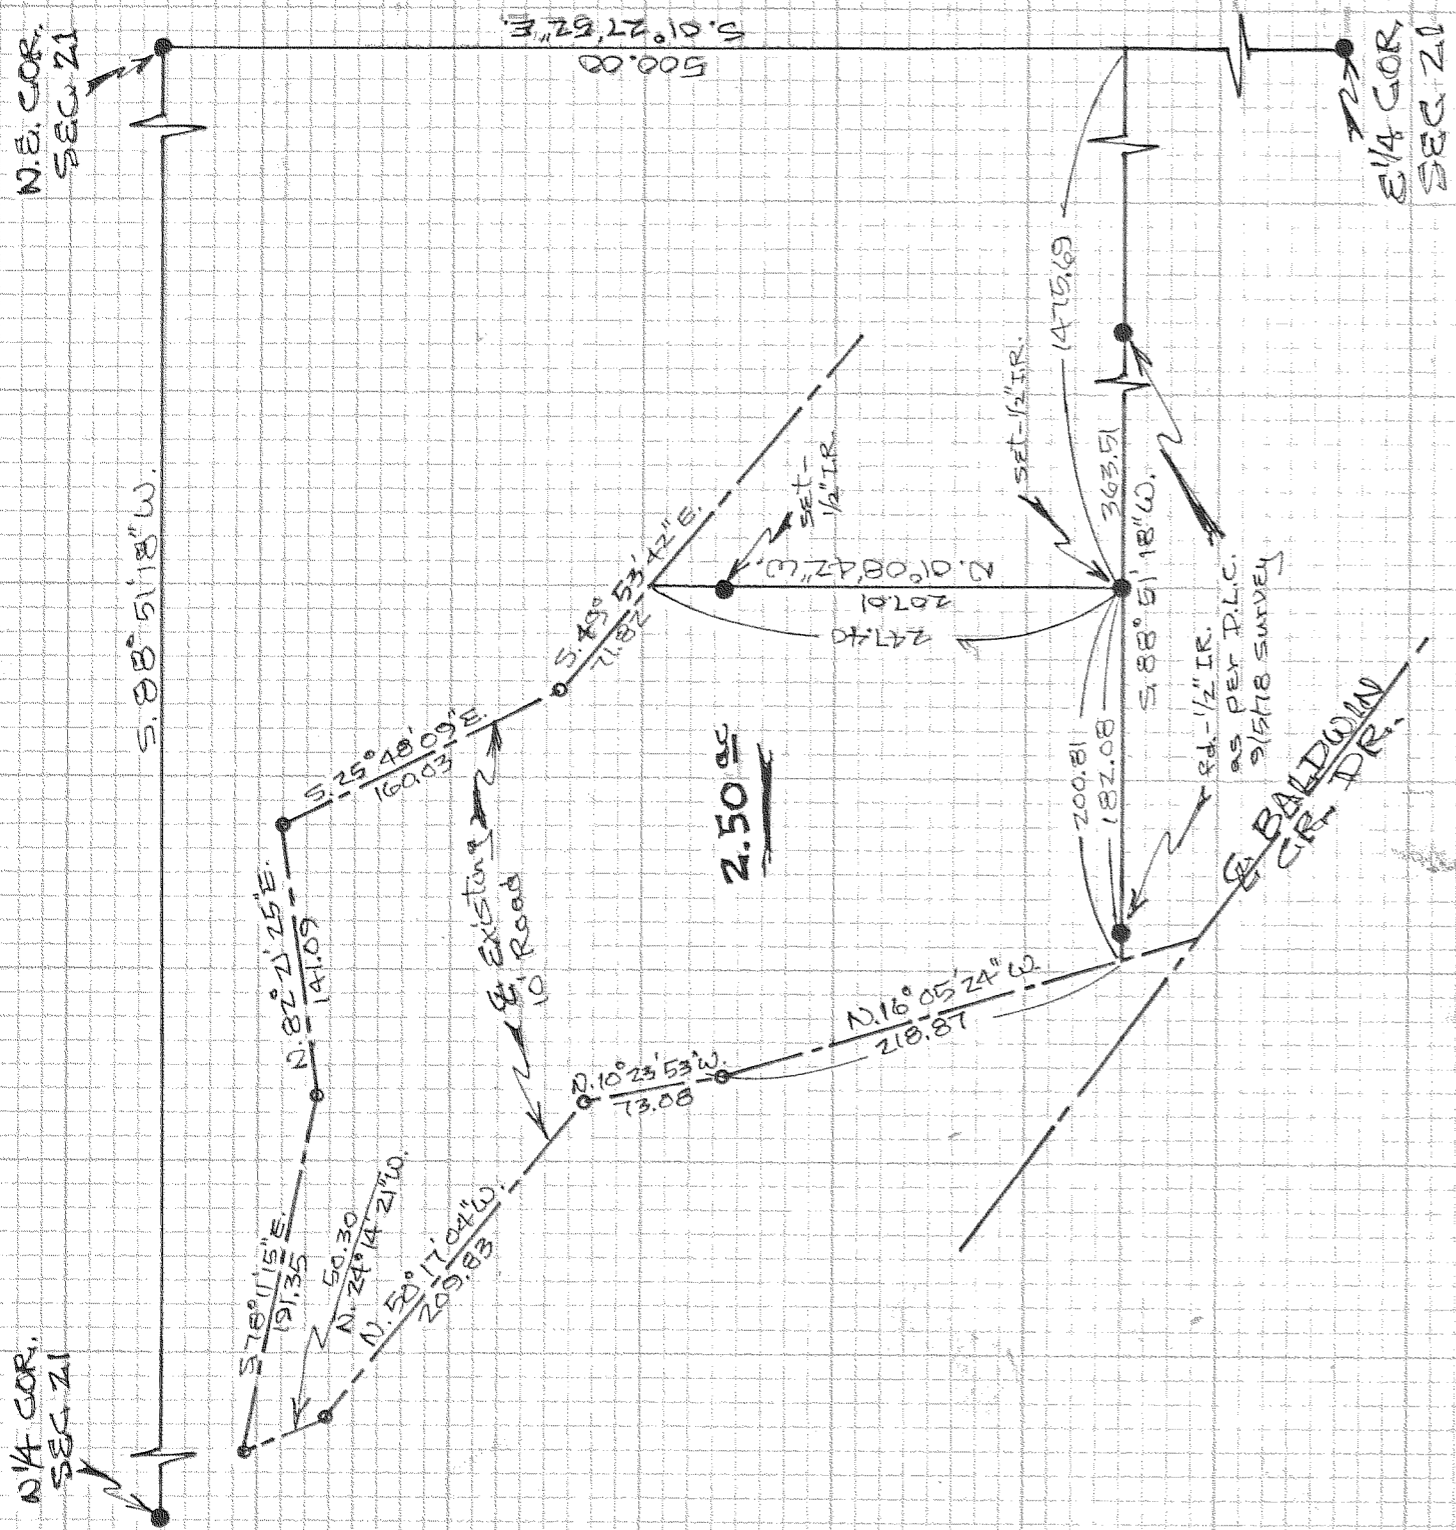 N.E. COR.
SEC 21
S. 01° 27' 52" E.
500.00
E 1/4 COR.
SEC 21
S. 88° 51' 18" W.
1475.69
set - 1/2" I.R.
363.51
S. 88° 51' 18" W.
set -
1/2" I.R.
N. 01° 08' 42" W.
207.01
247.40
53' 42" E.
71.82
S. 25° 48' 09" E.
160.03
N. 82° 21' 25" E.
141.09
S. 78° 11' 15" E.
191.35
50.30
N. 24° 14' 21" W.
N. 50° 17' 04" W.
209.83
N. 10° 23' 53" W.
73.08
N. 16° 05' 24" W.
218.87
℄ Existing
10' Road
2.50 ac
200.81
182.08
fd. - 1/2" I.R.
as per D.L.C.
9/5/78 survey
℄ BALDWIN
CR. DR.
N 1/4 COR.
SEC 21